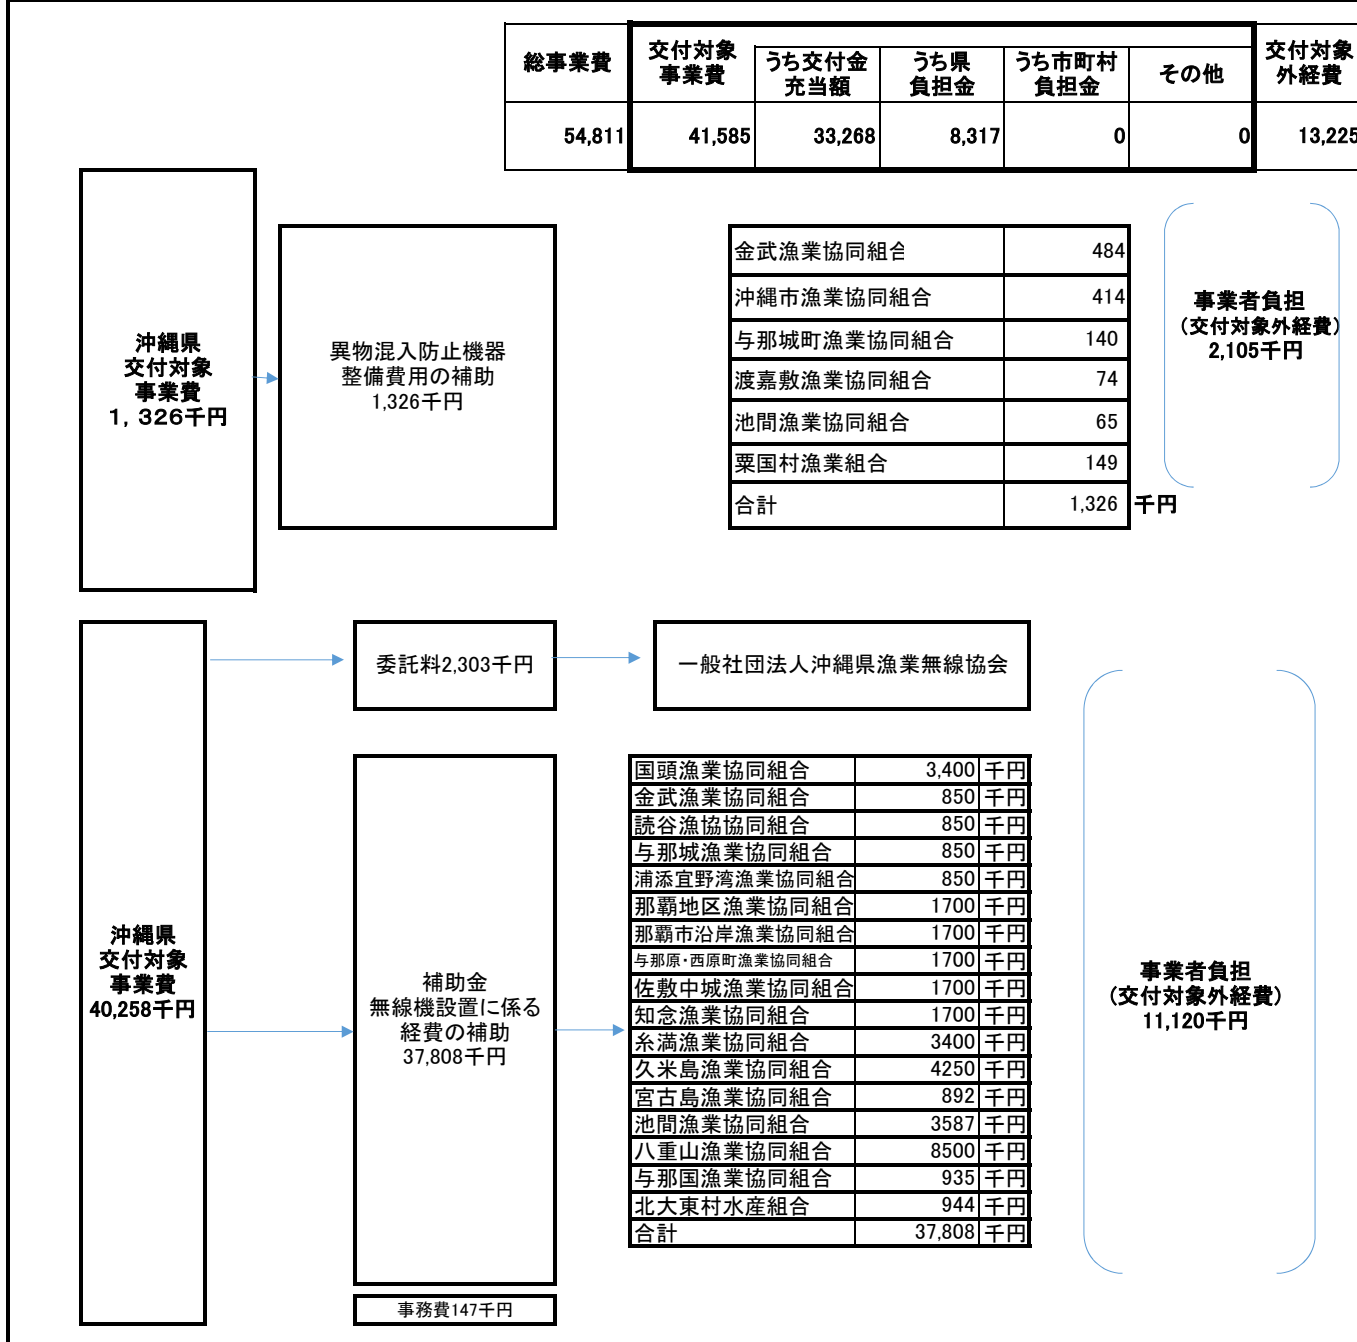 総事業費 交付対象事業費 うち交付金充当額 うち県負担金 うち市町村負担金 その他 交付対象外経費
54,811 41,585 33,268 8,317 0 0 13,225
沖縄県
交付対象
事業費
1，326千円
異物混入防止機器
整備費用の補助
1,326千円
金武漁業協同組合 484
沖縄市漁業協同組合 414
与那城町漁業協同組合 140
渡嘉敷漁業協同組合 74
池間漁業協同組合 65
粟国村漁業組合 149
合計 1,326 千円
事業者負担
（交付対象外経費）
2,105千円
沖縄県
交付対象
事業費
40,258千円
委託料2,303千円
一般社団法人沖縄県漁業無線協会
補助金
無線機設置に係る
経費の補助
37,808千円
国頭漁業協同組合 3,400 千円
金武漁業協同組合 850 千円
読谷漁協協同組合 850 千円
与那城漁業協同組合 850 千円
浦添宜野湾漁業協同組合 850 千円
那覇地区漁業協同組合 1700 千円
那覇市沿岸漁業協同組合 1700 千円
与那原・西原町漁業協同組合 1700 千円
佐敷中城漁業協同組合 1700 千円
知念漁業協同組合 1700 千円
糸満漁業協同組合 3400 千円
久米島漁業協同組合 4250 千円
宮古島漁業協同組合 892 千円
池間漁業協同組合 3587 千円
八重山漁業協同組合 8500 千円
与那国漁業協同組合 935 千円
北大東村水産組合 944 千円
合計 37,808 千円
事業者負担
（交付対象外経費）
11,120千円
事務費147千円